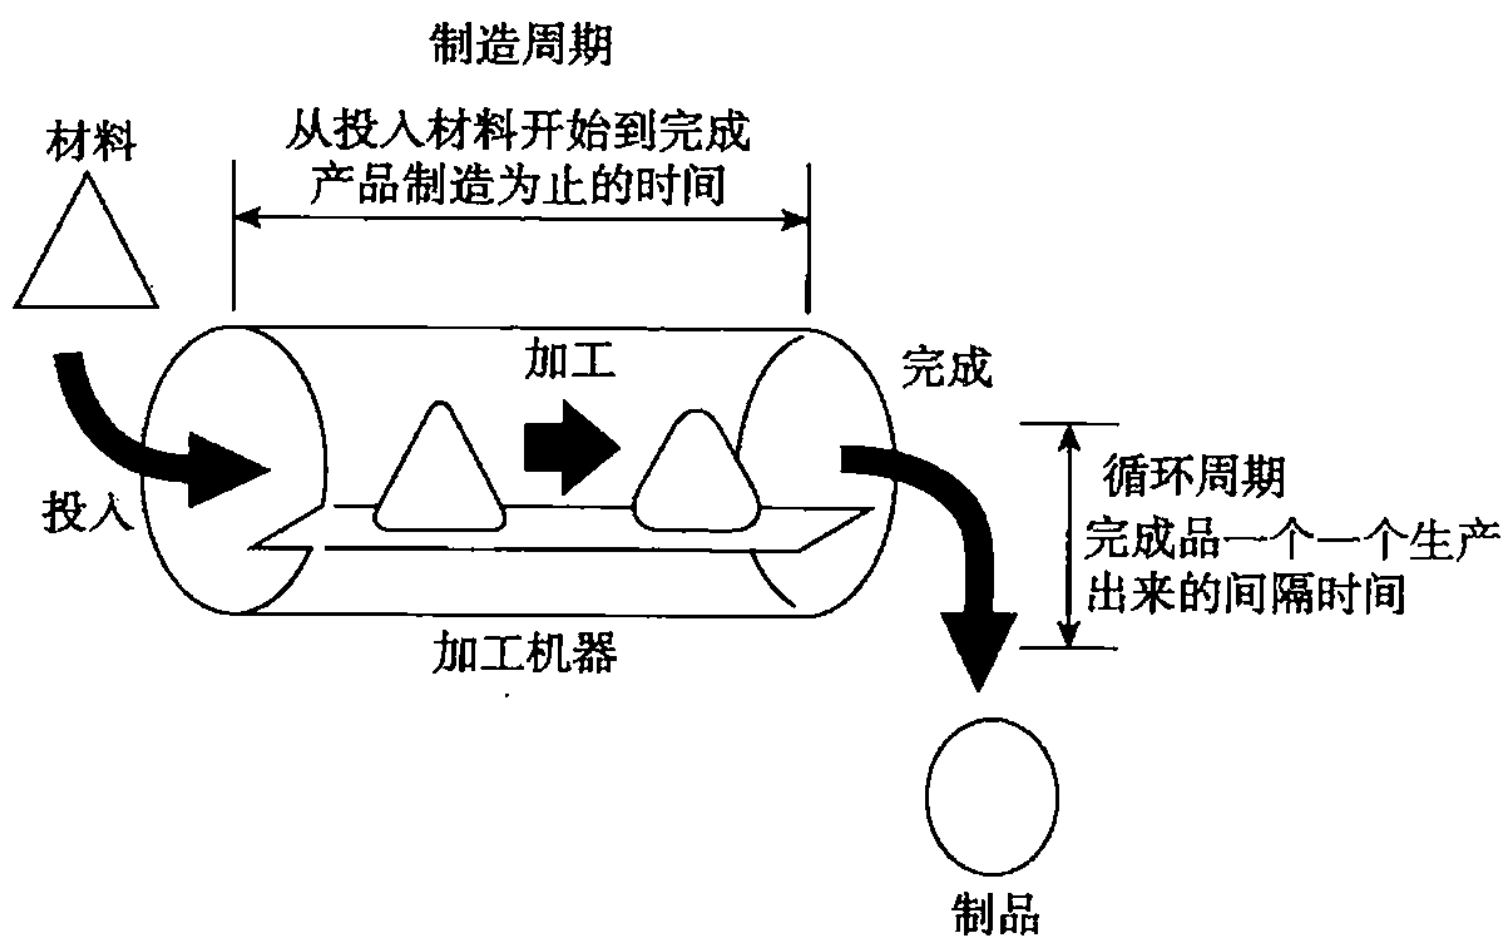 制造周期
从投入材料开始到完成
产品制造为止的时间
材料
加工
完成
投入
循环周期
完成品一个一个生产
出来的间隔时间
加工机器
制品